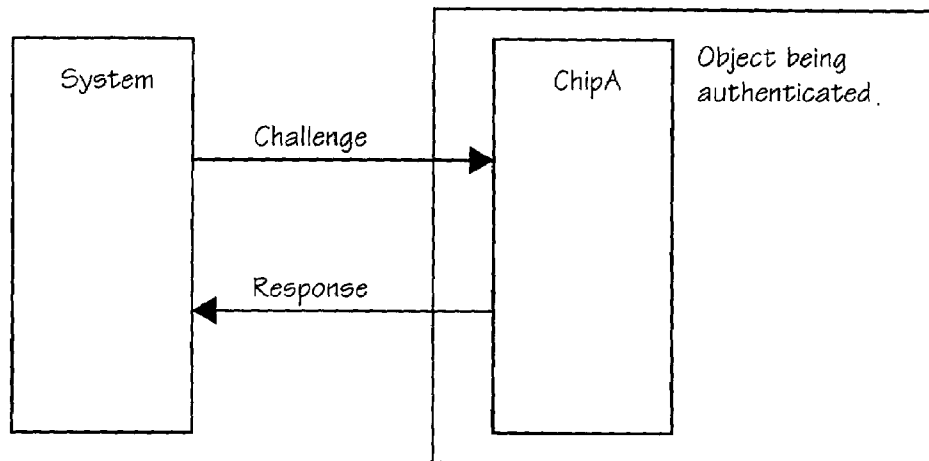 System
ChipA
Object being
authenticated.
Challenge
Response